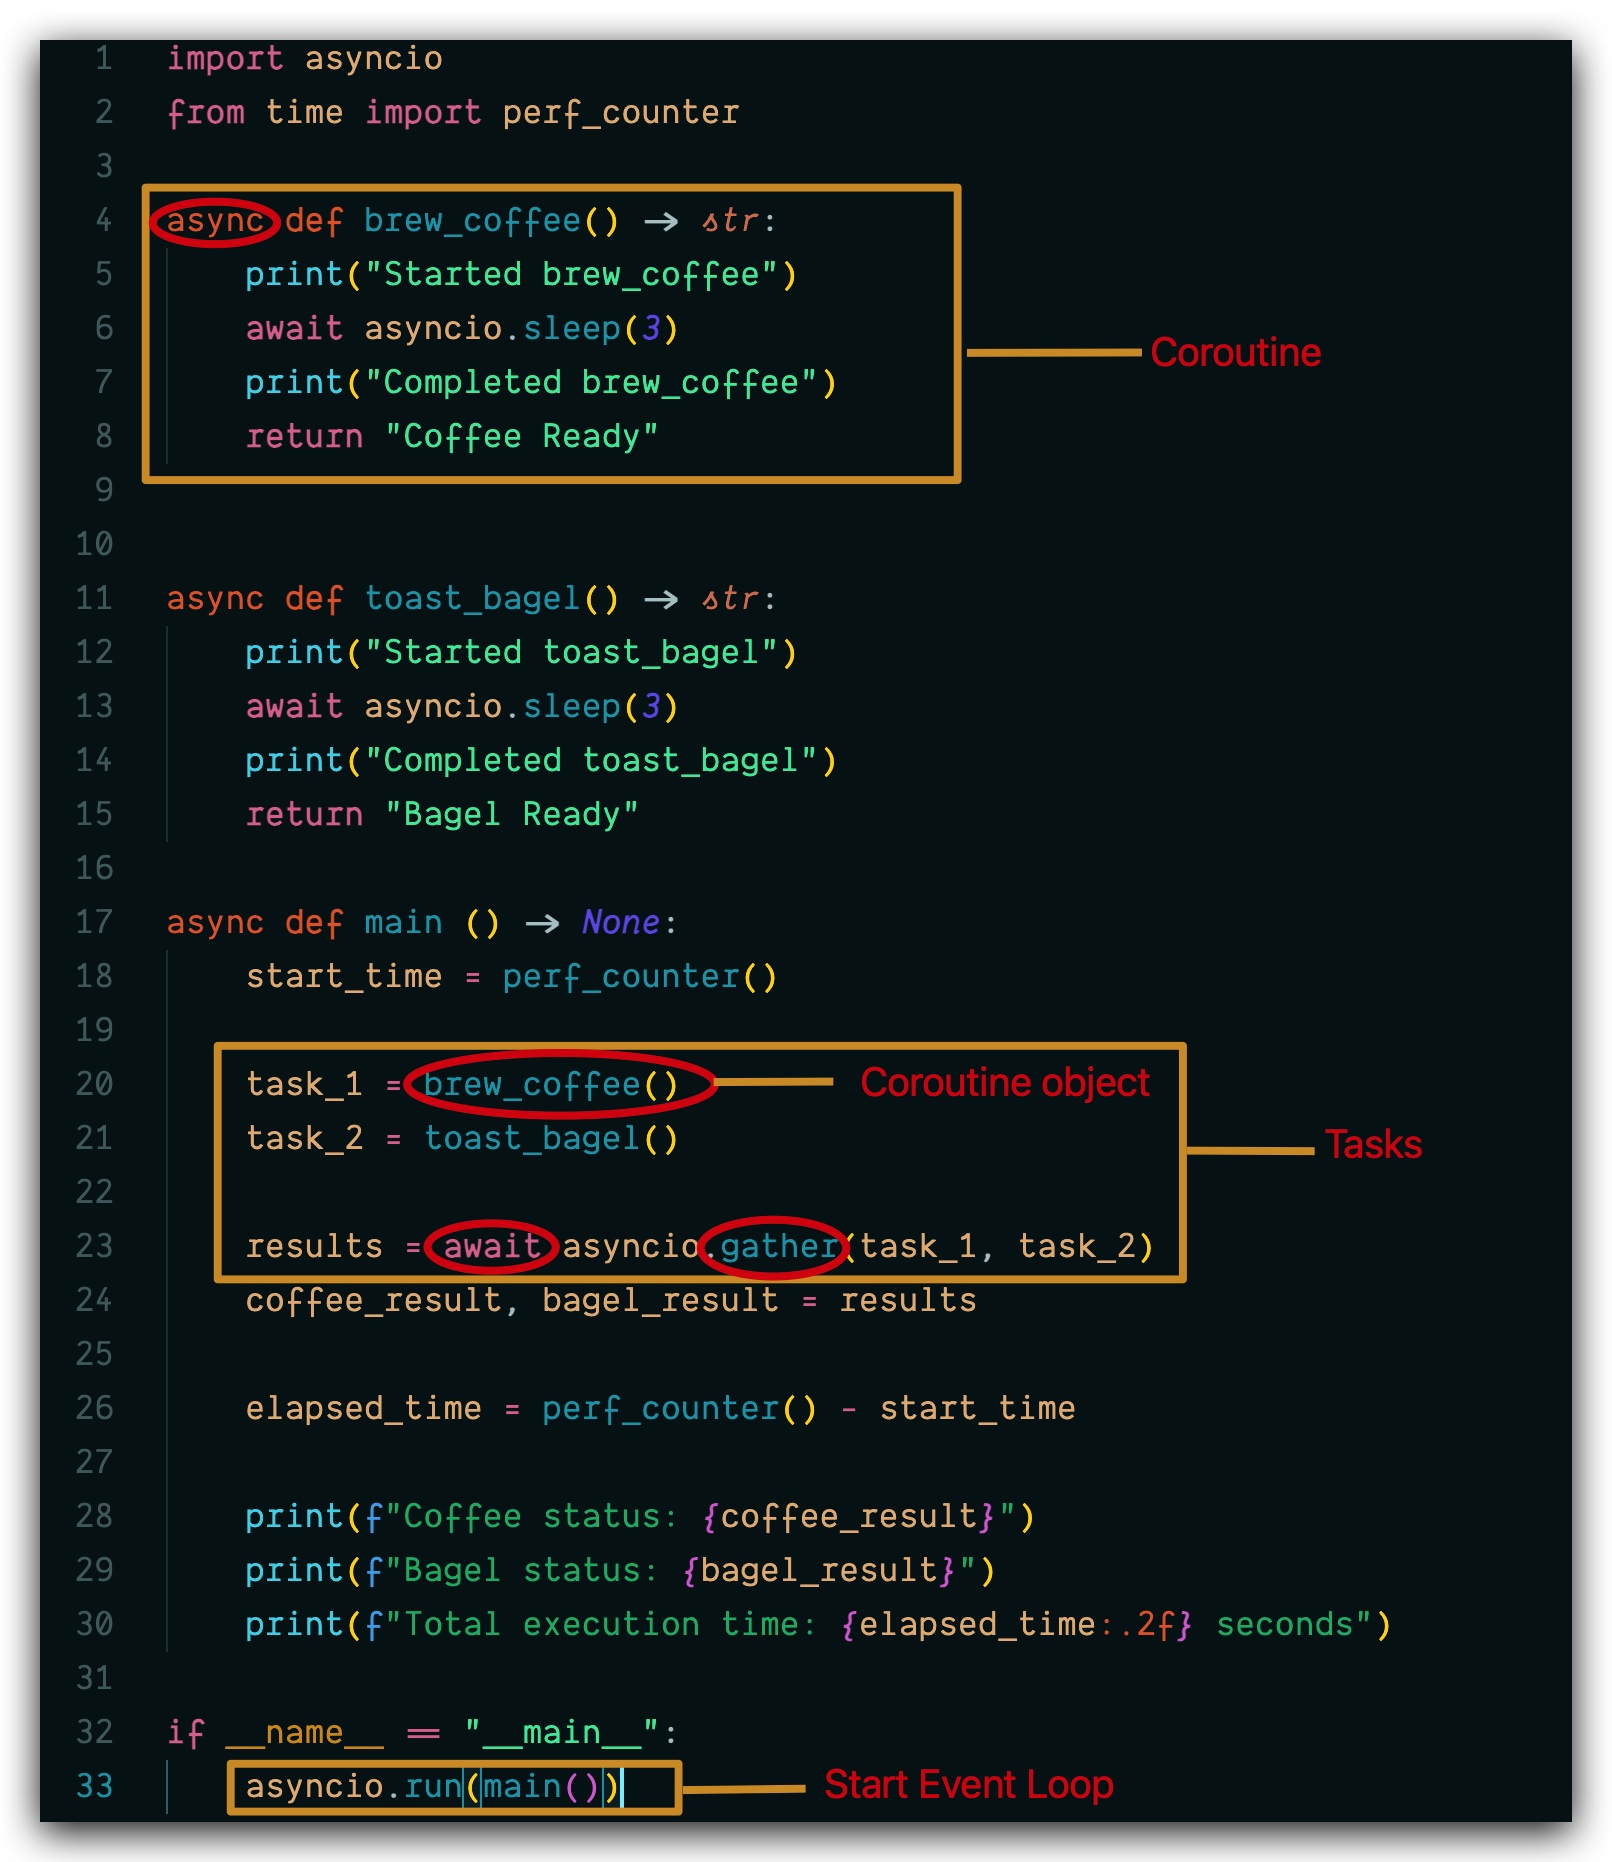 1 import asyncio
2 from time import perf_counter
3
4 async def brew_coffee() -> str:
5     print("Started brew_coffee")
6     await asyncio.sleep(3)
Coroutine
7     print("Completed brew_coffee")
8     return "Coffee Ready"
9
10
11 async def toast_bagel() -> str:
12     print("Started toast_bagel")
13     await asyncio.sleep(3)
14     print("Completed toast_bagel")
15     return "Bagel Ready"
16
17 async def main () -> None:
18     start_time = perf_counter()
19
20     task_1 = brew_coffee() Coroutine object
21     task_2 = toast_bagel()
Tasks
22
23     results = await asyncio.gather(task_1, task_2)
24     coffee_result, bagel_result = results
25
26     elapsed_time = perf_counter() - start_time
27
28     print(f"Coffee status: {coffee_result}")
29     print(f"Bagel status: {bagel_result}")
30     print(f"Total execution time: {elapsed_time:.2f} seconds")
31
32 if __name__ == "__main__":
33     asyncio.run(main()) Start Event Loop